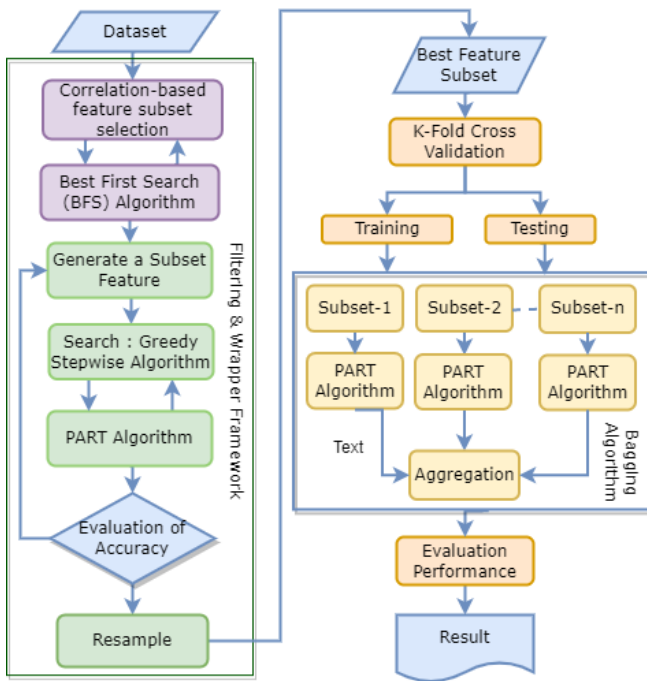 Dataset
Correlation-based
feature subset
selection
Best First Search
(BFS) Algorithm
Generate a Subset
Feature
Search : Greedy
Stepwise Algorithm
PART Algorithm
Evaluation of
Accuracy
Resample
Filtering & Wrapper Framework
Best Feature
Subset
K-Fold Cross
Validation
Training
Testing
Subset-1
Subset-2
Subset-n
PART
Algorithm
PART
Algorithm
PART
Algorithm
Text
Aggregation
Bagging
Algorithm
Evaluation
Performance
Result